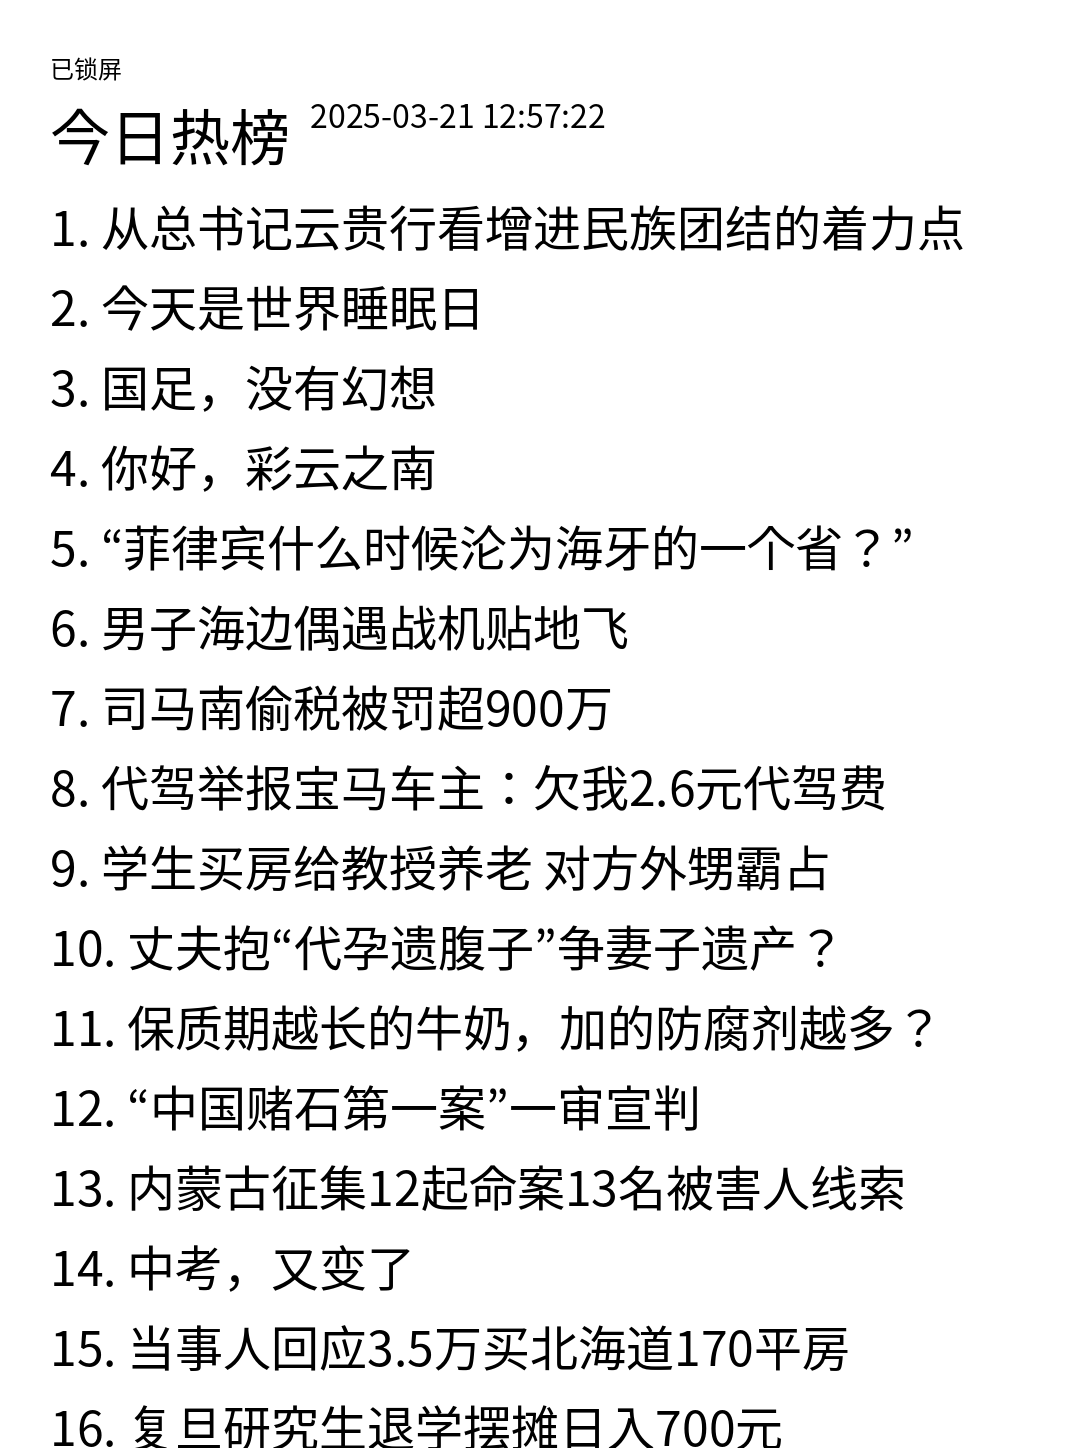 已锁屏
今日热榜 2025-03-21 12:57:22
1. 从总书记云贵行看增进民族团结的着力点
2. 今天是世界睡眠日
3. 国足，没有幻想
4. 你好，彩云之南
5. “菲律宾什么时候沦为海牙的一个省？”
6. 男子海边偶遇战机贴地飞
7. 司马南偷税被罚超900万
8. 代驾举报宝马车主：欠我2.6元代驾费
9. 学生买房给教授养老 对方外甥霸占
10. 丈夫抱“代孕遗腹子”争妻子遗产？
11. 保质期越长的牛奶，加的防腐剂越多？
12. “中国赌石第一案”一审宣判
13. 内蒙古征集12起命案13名被害人线索
14. 中考，又变了
15. 当事人回应3.5万买北海道170平房
16. 复旦研究生退学摆摊日入700元